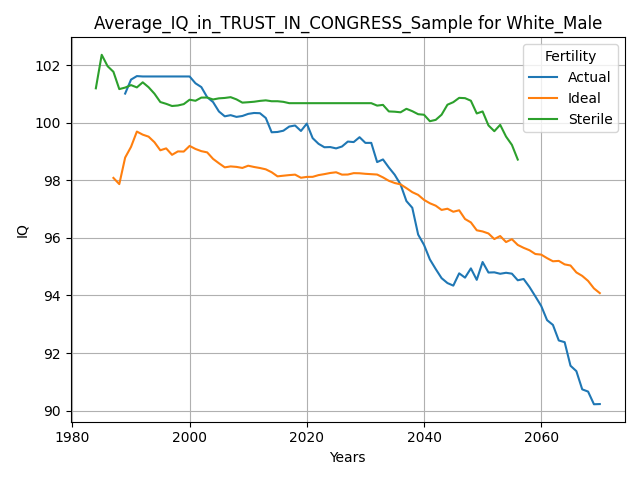 Average_IQ_in_TRUST_IN_CONGRESS_Sample for White_Male
Fertility
Actual
Ideal
Sterile
IQ
102
100
98
96
94
92
90
1980
2000
2020
2040
2060
Years